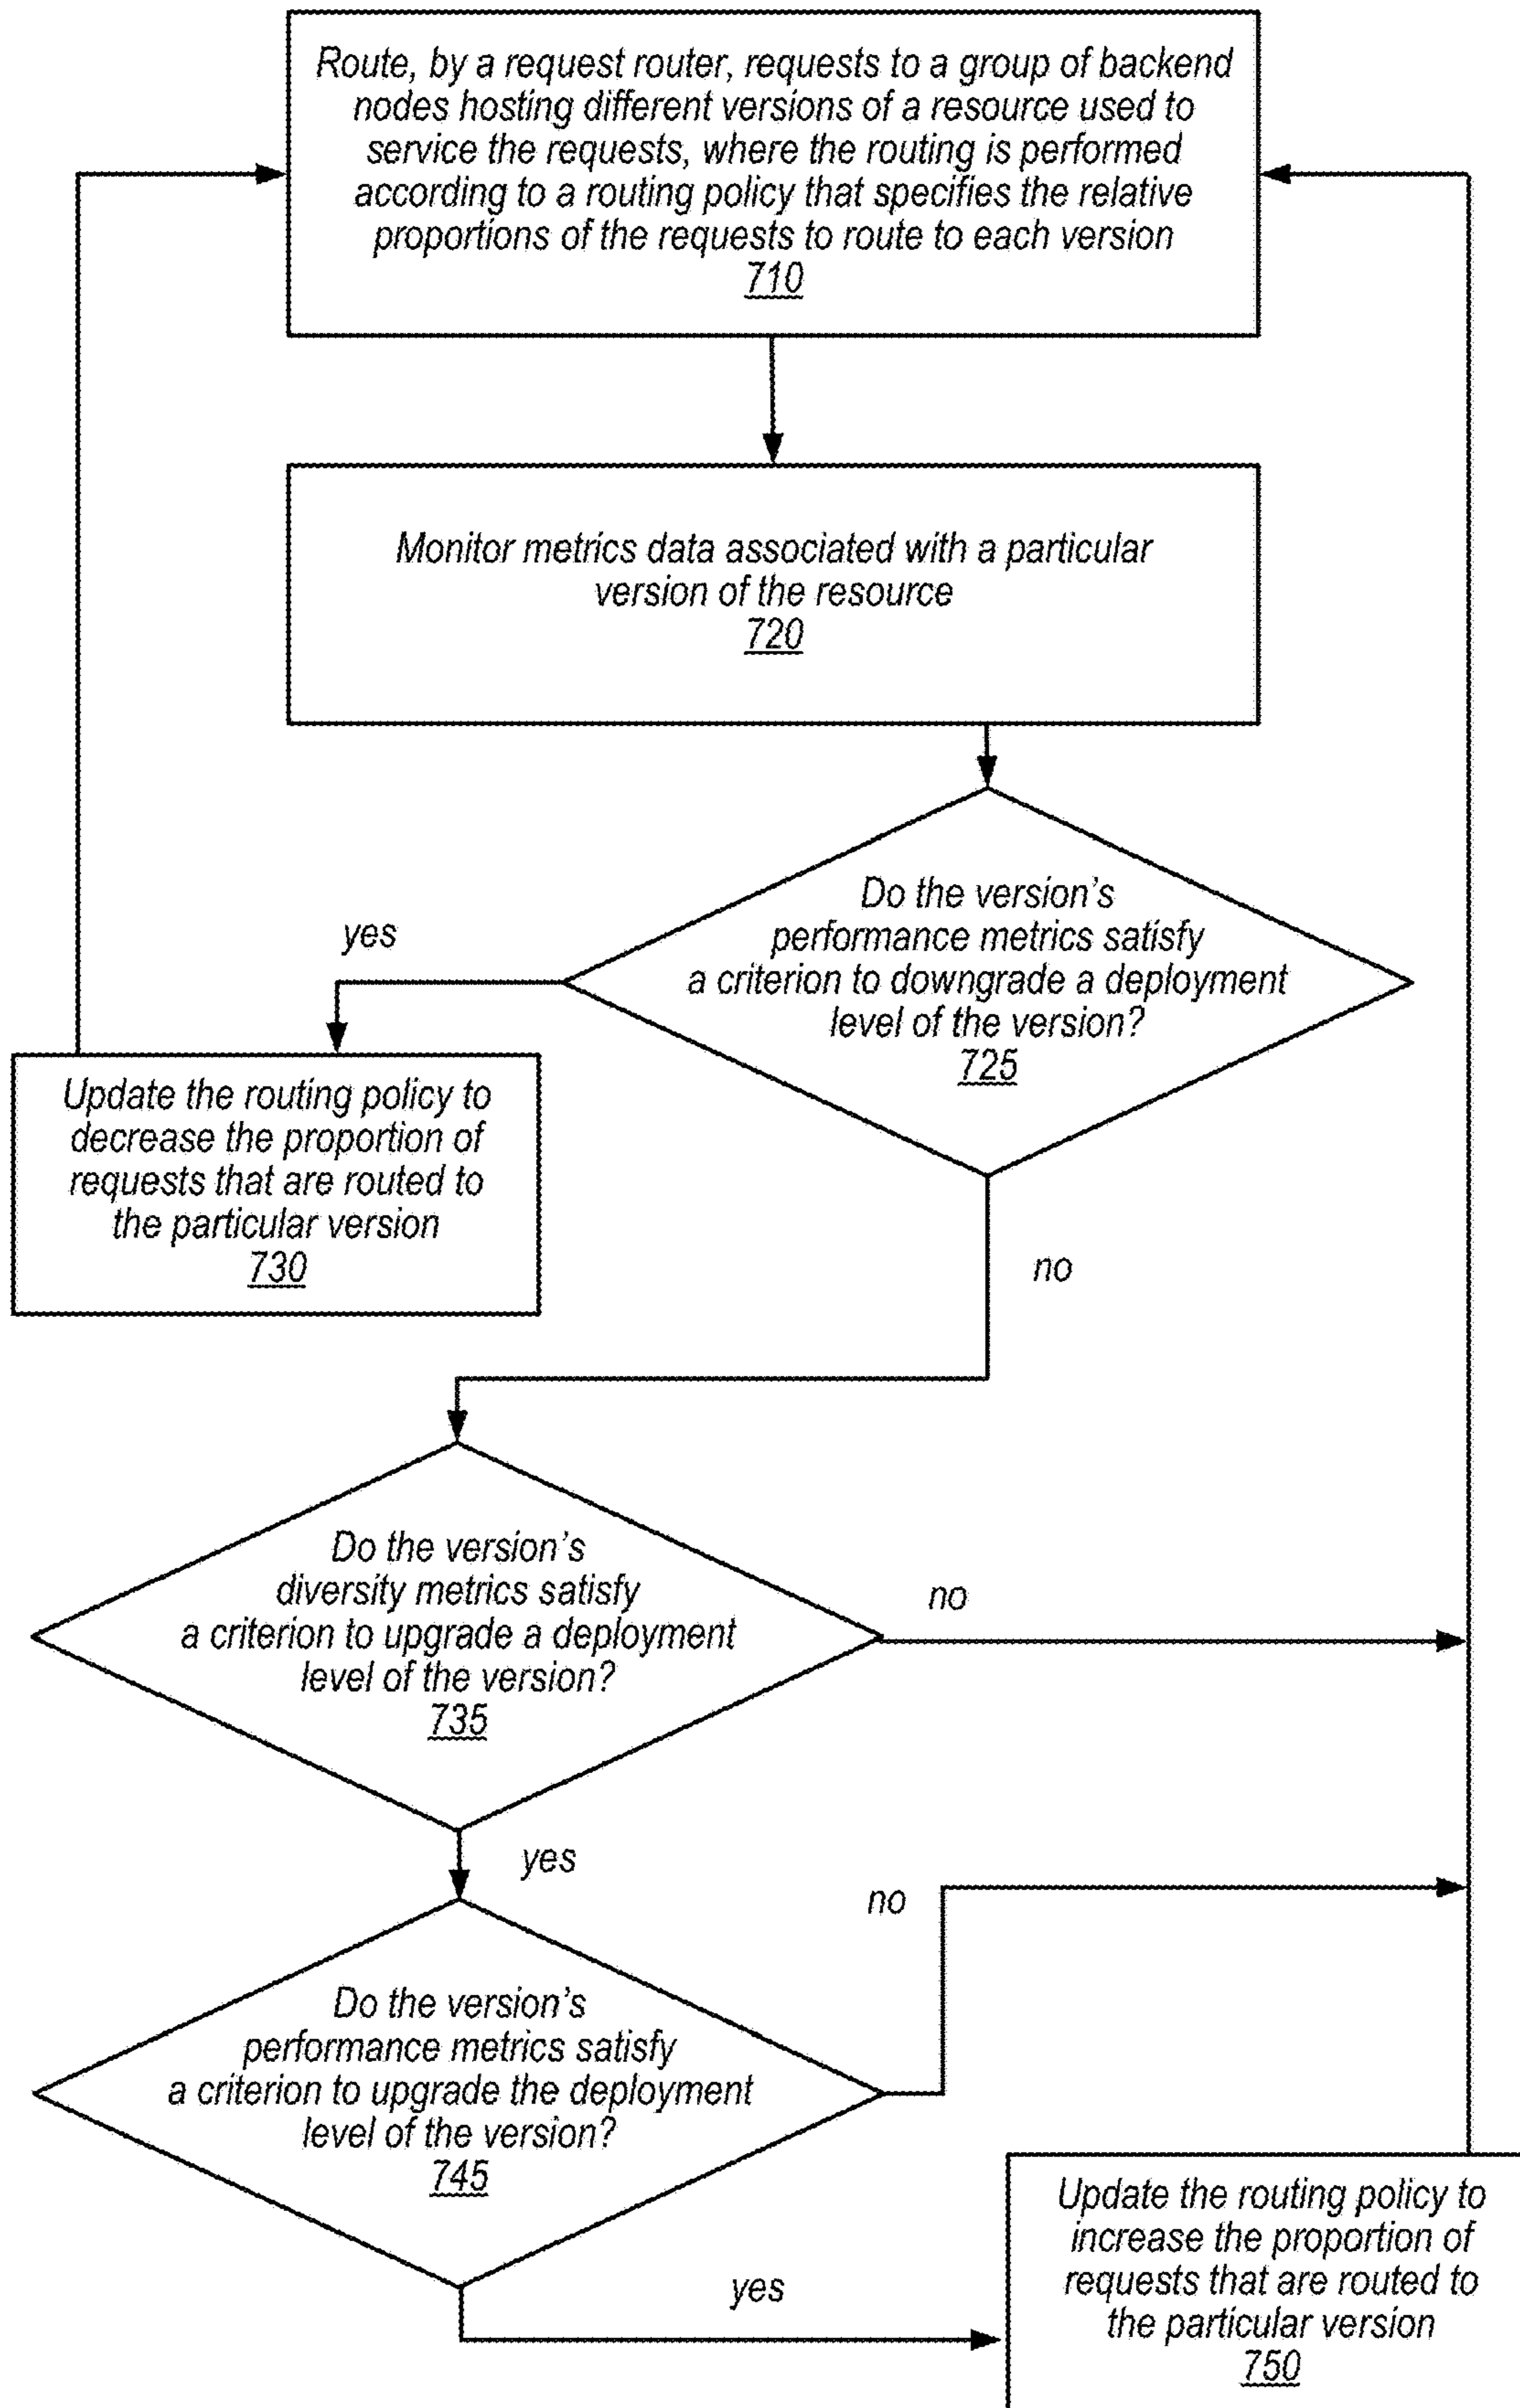 Route, by a request router, requests to a group of backend
nodes hosting different versions of a resource used to
service the requests, where the routing is performed
according to a routing policy that specifies the relative
proportions of the requests to route to each version
710
Monitor metrics data associated with a particular
version of the resource
720
Do the version's
performance metrics satisfy
a criterion to downgrade a deployment
level of the version?
725
yes
Update the routing policy to
decrease the proportion of
requests that are routed to
the particular version
730
no
Do the version's
diversity metrics satisfy
a criterion to upgrade a deployment
level of the version?
735
no
yes
no
Do the version's
performance metrics satisfy
a criterion to upgrade the deployment
level of the version?
745
yes
Update the routing policy to
increase the proportion of
requests that are routed to
the particular version
750